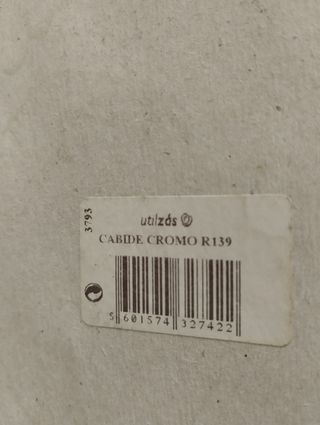 utilzás
CABIDE CROMO R139
5 601574 327422
3793